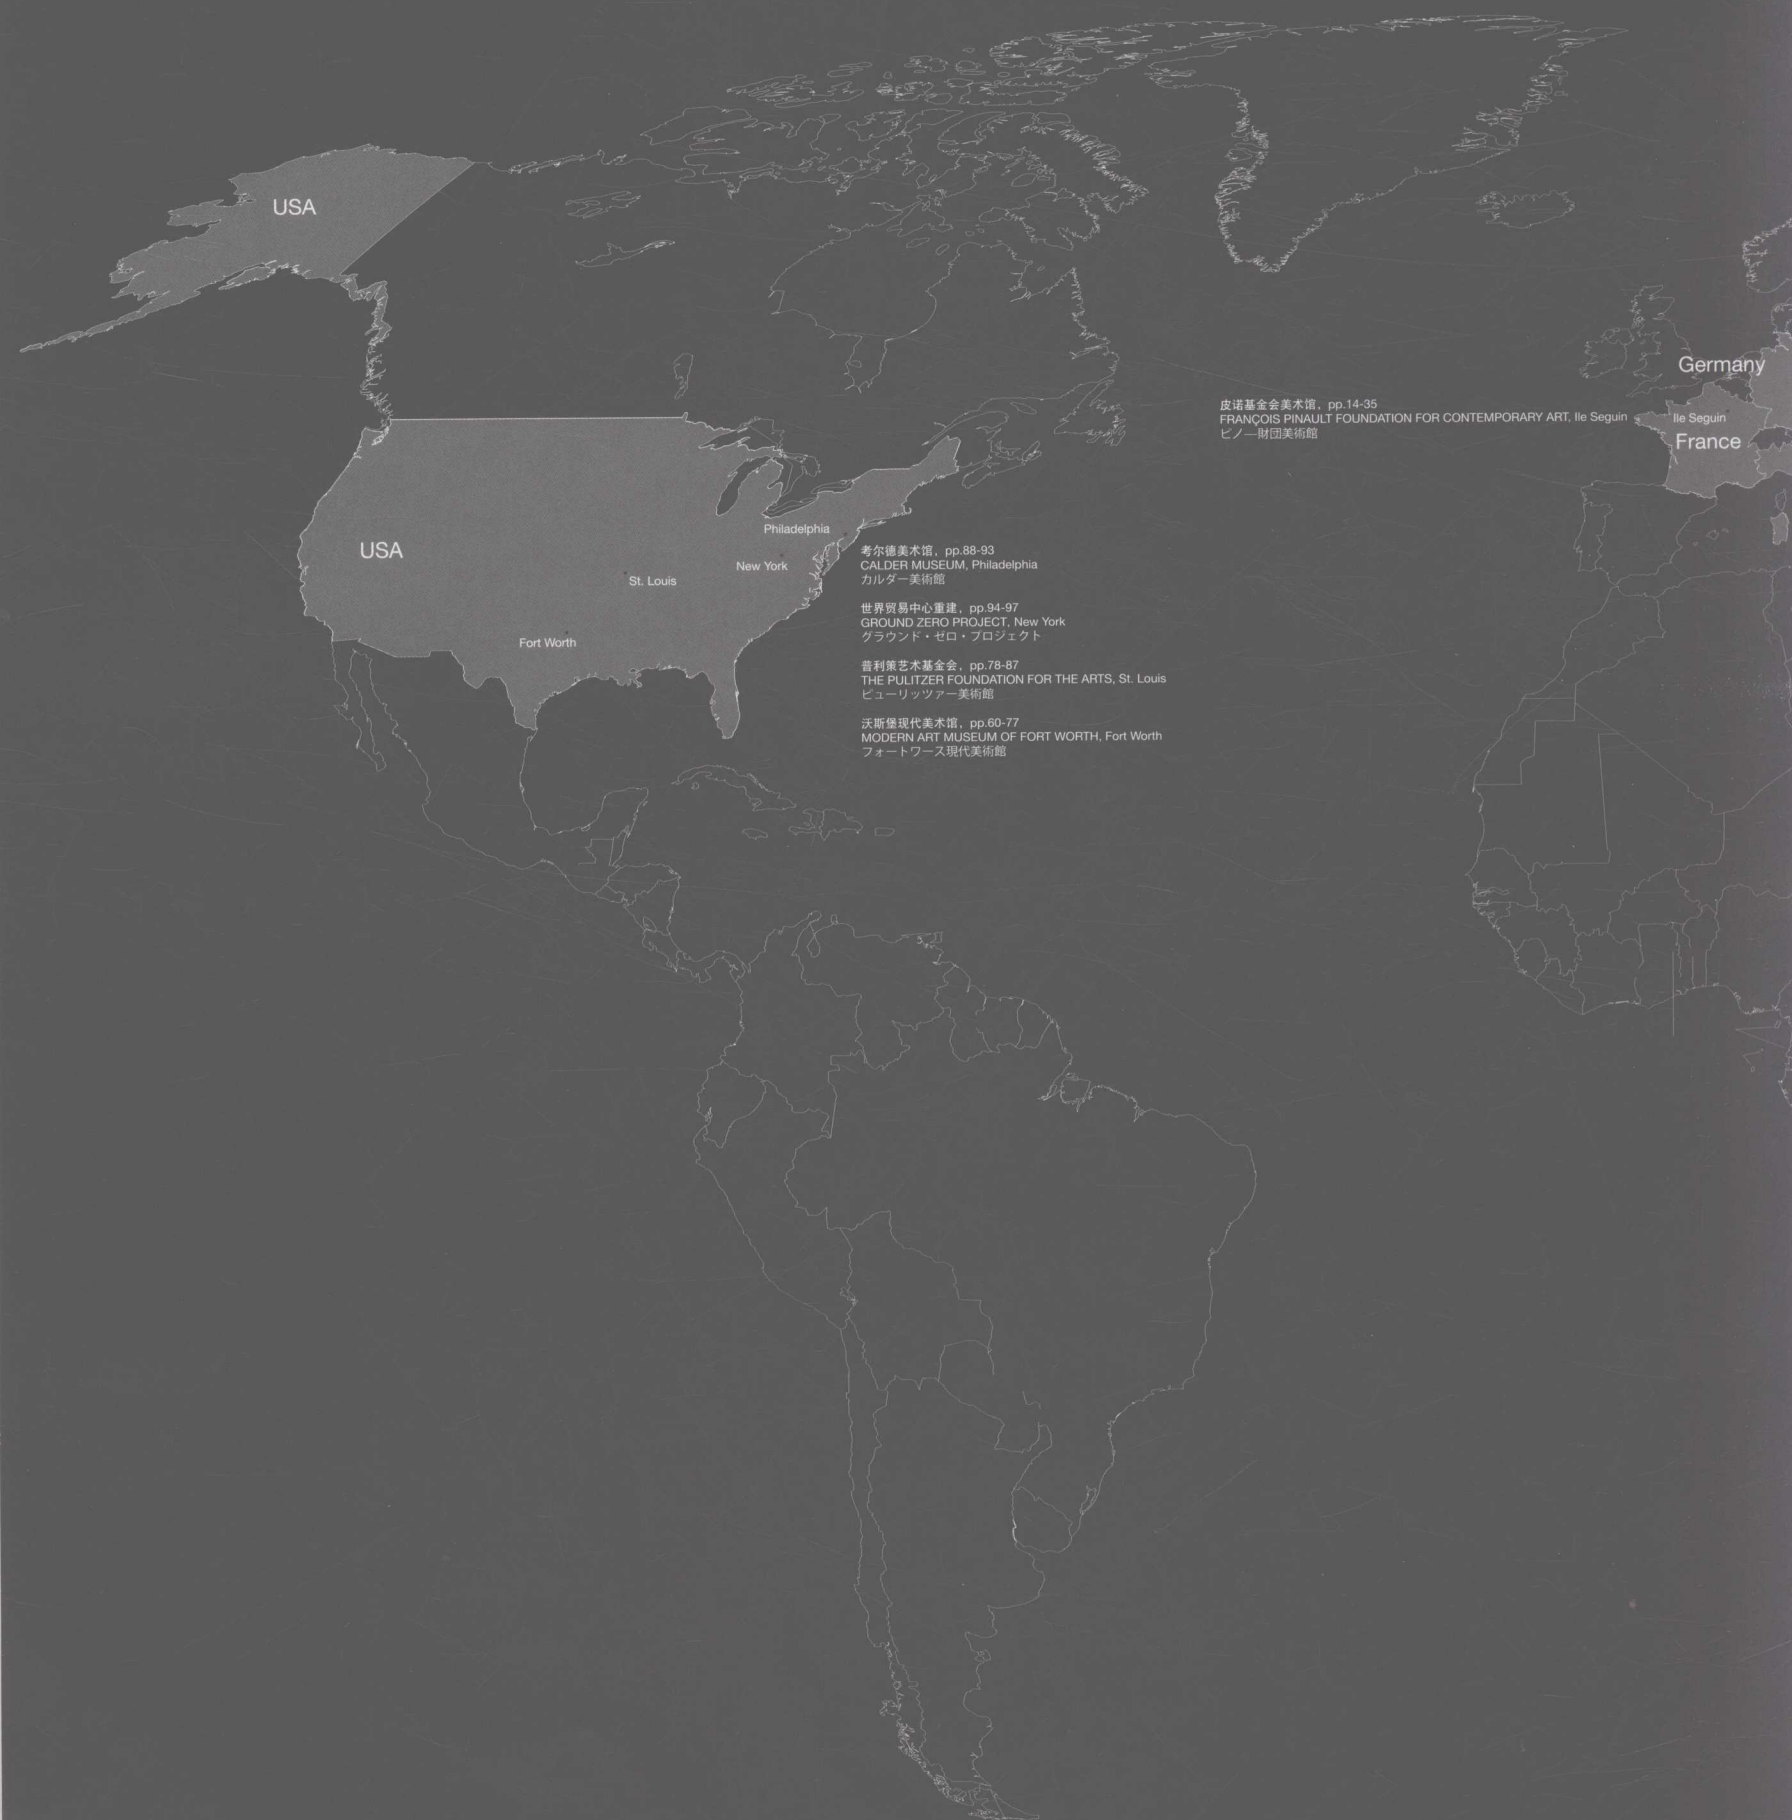 USA
Germany
皮诺基金会美术馆，pp.14-35
FRANÇOIS PINAULT FOUNDATION FOR CONTEMPORARY ART, Ile Seguin
ピノ―財団美術館
Ile Seguin
France
USA
Philadelphia
New York
St. Louis
Fort Worth
考尔德美术馆，pp.88-93
CALDER MUSEUM, Philadelphia
カルダー美術館
世界贸易中心重建，pp.94-97
GROUND ZERO PROJECT, New York
グラウンド・ゼロ・プロジェクト
普利策艺术基金会，pp.78-87
THE PULITZER FOUNDATION FOR THE ARTS, St. Louis
ピューリッツァー美術館
沃斯堡现代美术馆，pp.60-77
MODERN ART MUSEUM OF FORT WORTH, Fort Worth
フォートワース現代美術館